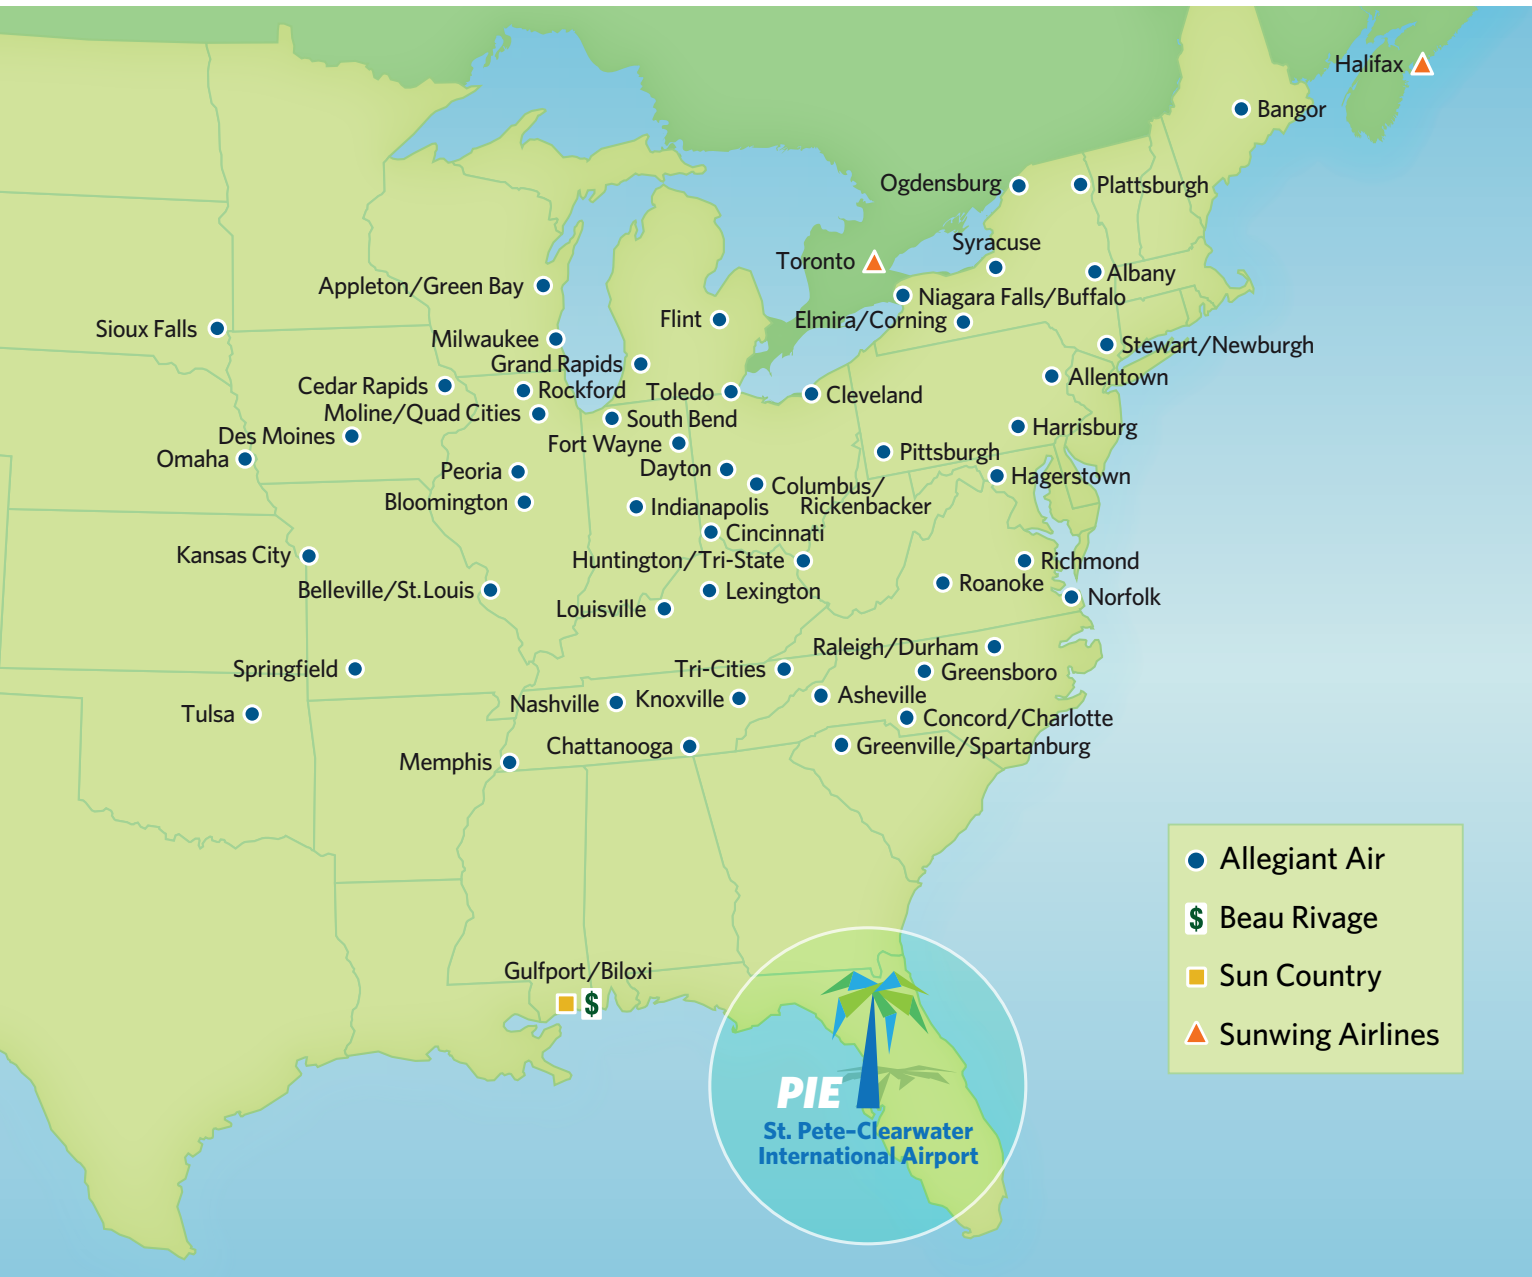 Halifax
Bangor
Ogdensburg
Plattsburgh
Syracuse
Toronto
Albany
Appleton/Green Bay
Niagara Falls/Buffalo
Flint
Elmira/Corning
Sioux Falls
Milwaukee
Stewart/Newburgh
Grand Rapids
Allentown
Cedar Rapids
Rockford
Toledo
Cleveland
Moline/Quad Cities
South Bend
Harrisburg
Des Moines
Fort Wayne
Pittsburgh
Omaha
Peoria
Dayton
Hagerstown
Columbus/
Rickenbacker
Bloomington
Indianapolis
Cincinnati
Kansas City
Huntington/Tri-State
Richmond
Roanoke
Belleville/St.Louis
Lexington
Norfolk
Louisville
Raleigh/Durham
Springfield
Tri-Cities
Greensboro
Nashville
Knoxville
Asheville
Tulsa
Concord/Charlotte
Chattanooga
Greenville/Spartanburg
Memphis
Allegiant Air
$ Beau Rivage
Sun Country
Sunwing Airlines
Gulfport/Biloxi
$
PIE
St. Pete–Clearwater
International Airport